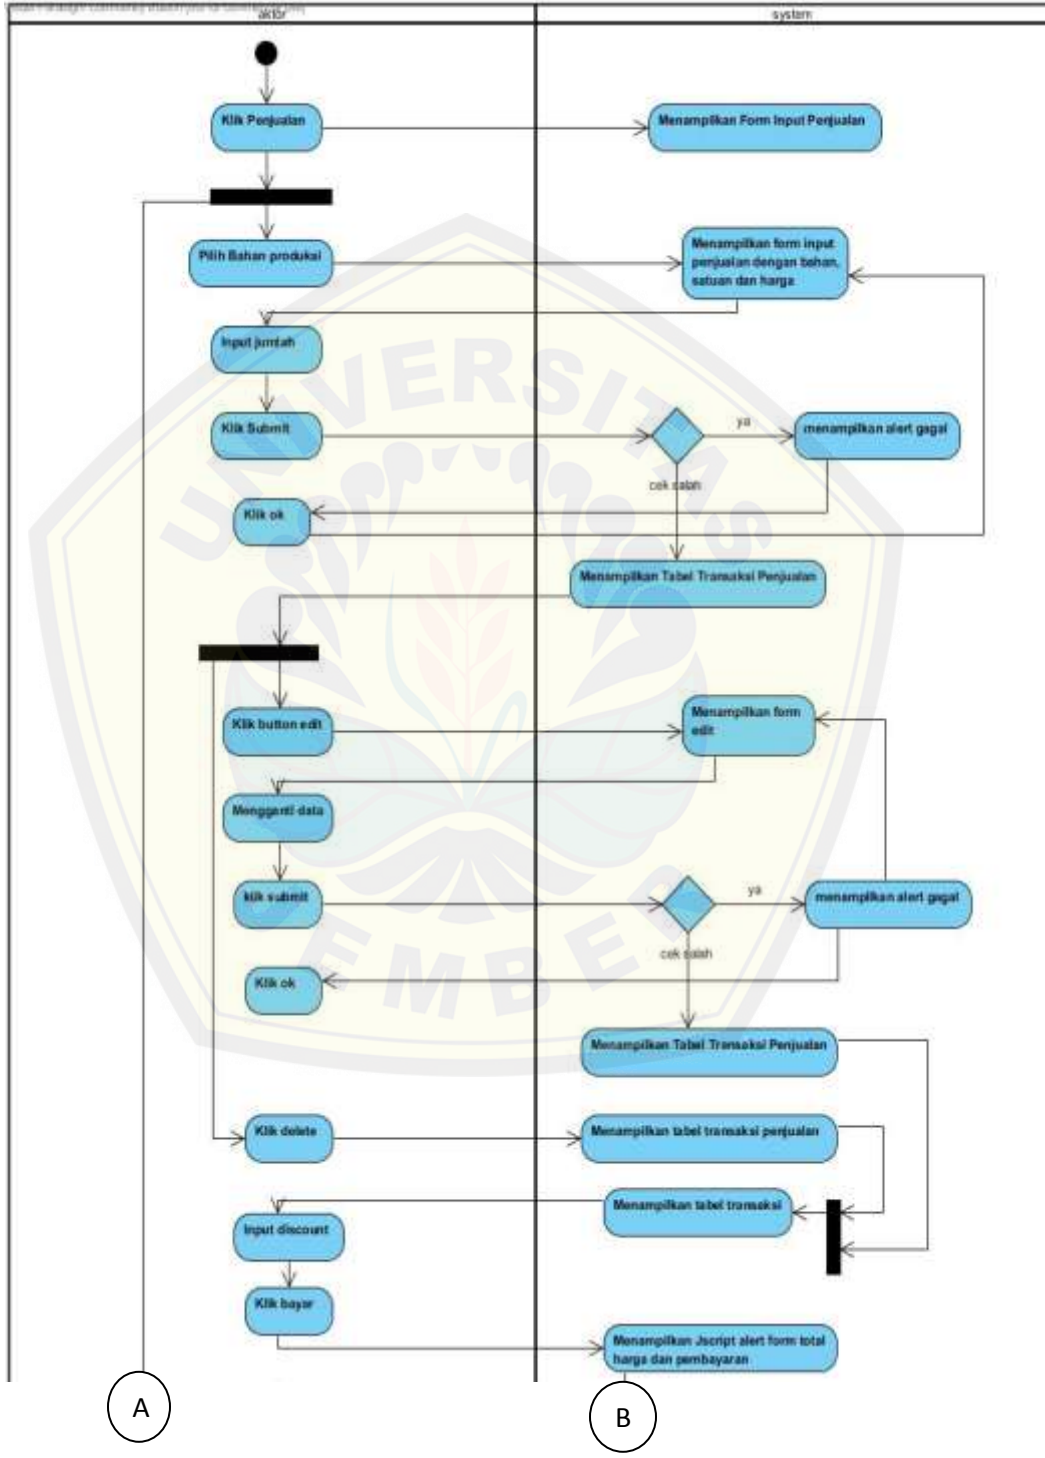 aktor
system
Klik Penjualan
Menampilkan Form Input Penjualan
Pilih Bahan produksi
Menampilkan form input
penjualan dengan bahan,
satuan dan harga
Input jumlah
Klik Submit
ya
menampilkan alert gagal
cek salah
Klik ok
Menampilkan Tabel Transaksi Penjualan
Klik button edit
Menampilkan form
edit
Mengganti data
klik submit
ya
menampilkan alert gagal
cek salah
Klik ok
Menampilkan Tabel Transaksi Penjualan
Klik delete
Menampilkan tabel transaksi penjualan
Menampilkan tabel transaksi
Input discount
Klik bayar
Menampilkan Jscript alert form total
harga dan pembayaran
A
B
UNIVERSITAS
JEMBER